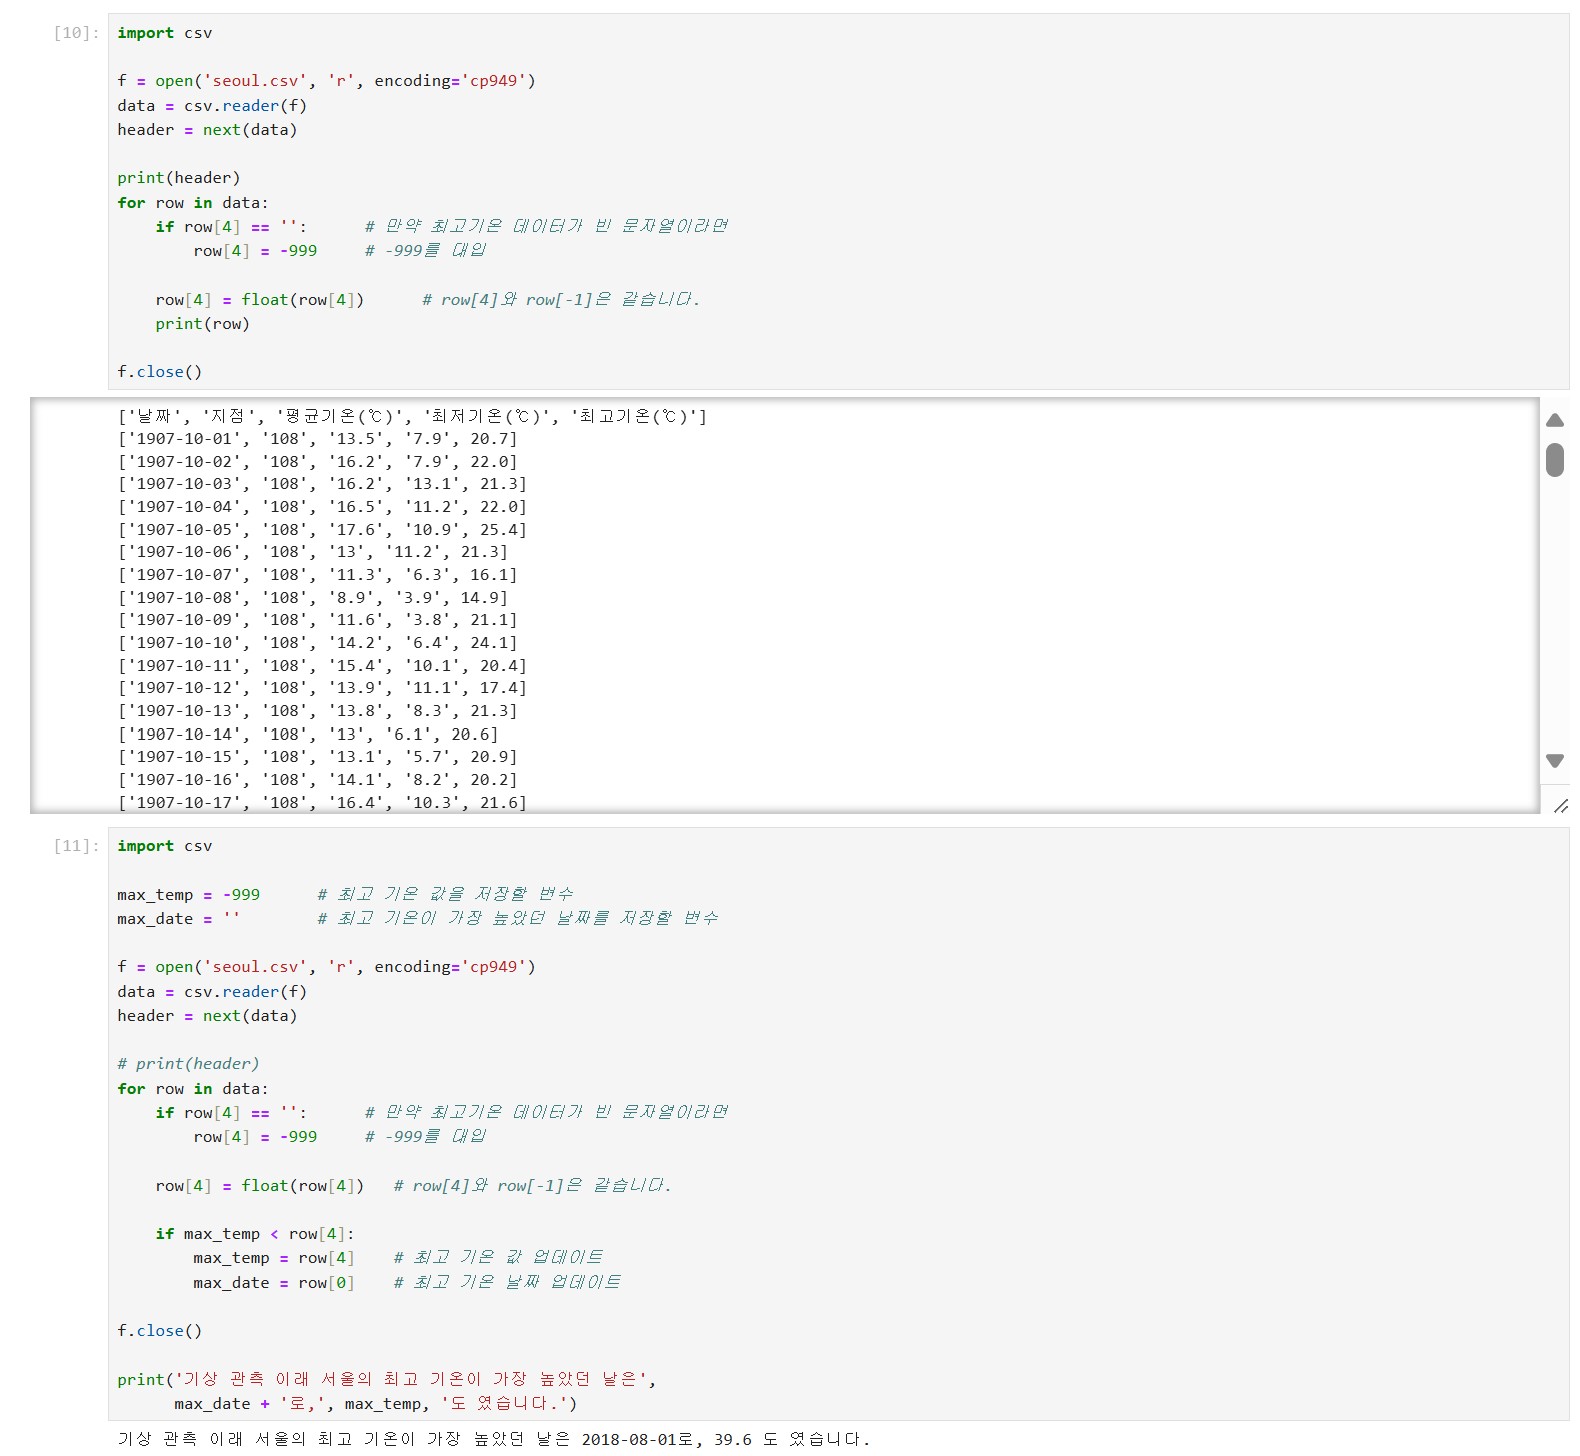 [10]:
import csv
f = open('seoul.csv', 'r', encoding='cp949')
data = csv.reader(f)
header = next(data)
print(header)
for row in data:
    if row[4] == '':      # 만약 최고기온 데이터가 빈 문자열이라면
        row[4] = -999     # -999를 대입
    row[4] = float(row[4])      # row[4]와 row[-1]은 같습니다.
    print(row)
f.close()
['날짜', '지점', '평균기온(℃)', '최저기온(℃)', '최고기온(℃)']
['1907-10-01', '108', '13.5', '7.9', 20.7]
['1907-10-02', '108', '16.2', '7.9', 22.0]
['1907-10-03', '108', '16.2', '13.1', 21.3]
['1907-10-04', '108', '16.5', '11.2', 22.0]
['1907-10-05', '108', '17.6', '10.9', 25.4]
['1907-10-06', '108', '13', '11.2', 21.3]
['1907-10-07', '108', '11.3', '6.3', 16.1]
['1907-10-08', '108', '8.9', '3.9', 14.9]
['1907-10-09', '108', '11.6', '3.8', 21.1]
['1907-10-10', '108', '14.2', '6.4', 24.1]
['1907-10-11', '108', '15.4', '10.1', 20.4]
['1907-10-12', '108', '13.9', '11.1', 17.4]
['1907-10-13', '108', '13.8', '8.3', 21.3]
['1907-10-14', '108', '13', '6.1', 20.6]
['1907-10-15', '108', '13.1', '5.7', 20.9]
['1907-10-16', '108', '14.1', '8.2', 20.2]
['1907-10-17', '108', '16.4', '10.3', 21.6]
[11]:
import csv
max_temp = -999      # 최고 기온 값을 저장할 변수
max_date = ''        # 최고 기온이 가장 높았던 날짜를 저장할 변수
f = open('seoul.csv', 'r', encoding='cp949')
data = csv.reader(f)
header = next(data)
# print(header)
for row in data:
    if row[4] == '':      # 만약 최고기온 데이터가 빈 문자열이라면
        row[4] = -999     # -999를 대입
    row[4] = float(row[4])   # row[4]와 row[-1]은 같습니다.
    if max_temp < row[4]:
        max_temp = row[4]    # 최고 기온 값 업데이트
        max_date = row[0]    # 최고 기온 날짜 업데이트
f.close()
print('기상 관측 이래 서울의 최고 기온이 가장 높았던 날은',
      max_date + '로,', max_temp, '도 였습니다.')
기상 관측 이래 서울의 최고 기온이 가장 높았던 날은 2018-08-01로, 39.6 도 였습니다.